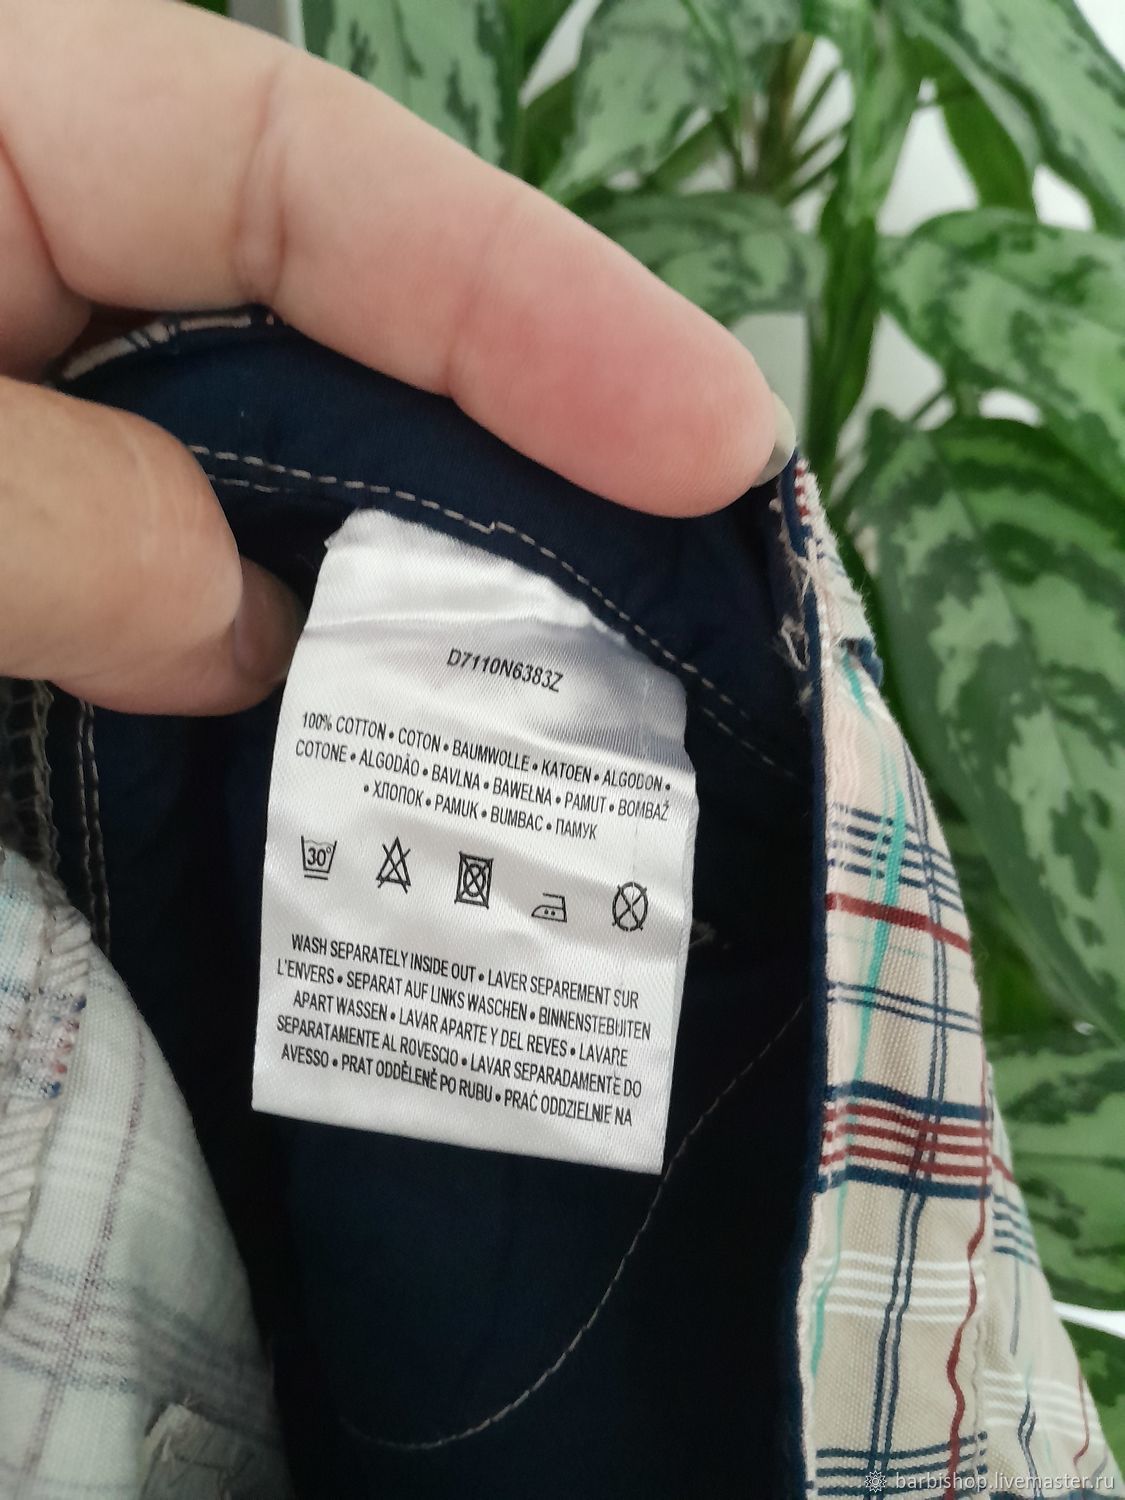 D7110N6383Z
100% COTTON • COTON • BAUMWOLLE • KATOEN • ALGODON •
COTONE • ALGODÃO • BAVLNA • BAWELNA • PAMUT • BOMBAŽ
• ХЛОПОК • PAMUK • BUMBAC • ПАМУК
30°
WASH SEPARATELY INSIDE OUT • LAVER SEPAREMENT SUR
L'ENVERS • SEPARAT AUF LINKS WASCHEN • BINNENSTEBUITEN
APART WASSEN • LAVAR APARTE Y DEL REVES • LAVARE
SEPARATAMENTE AL ROVESCIO • LAVAR SEPARADAMENTE DO
AVESSO • PRAT ODDĚLENĚ PO RUBU • PRAĆ ODDZIELNIE NA
barbishop.livemaster.ru